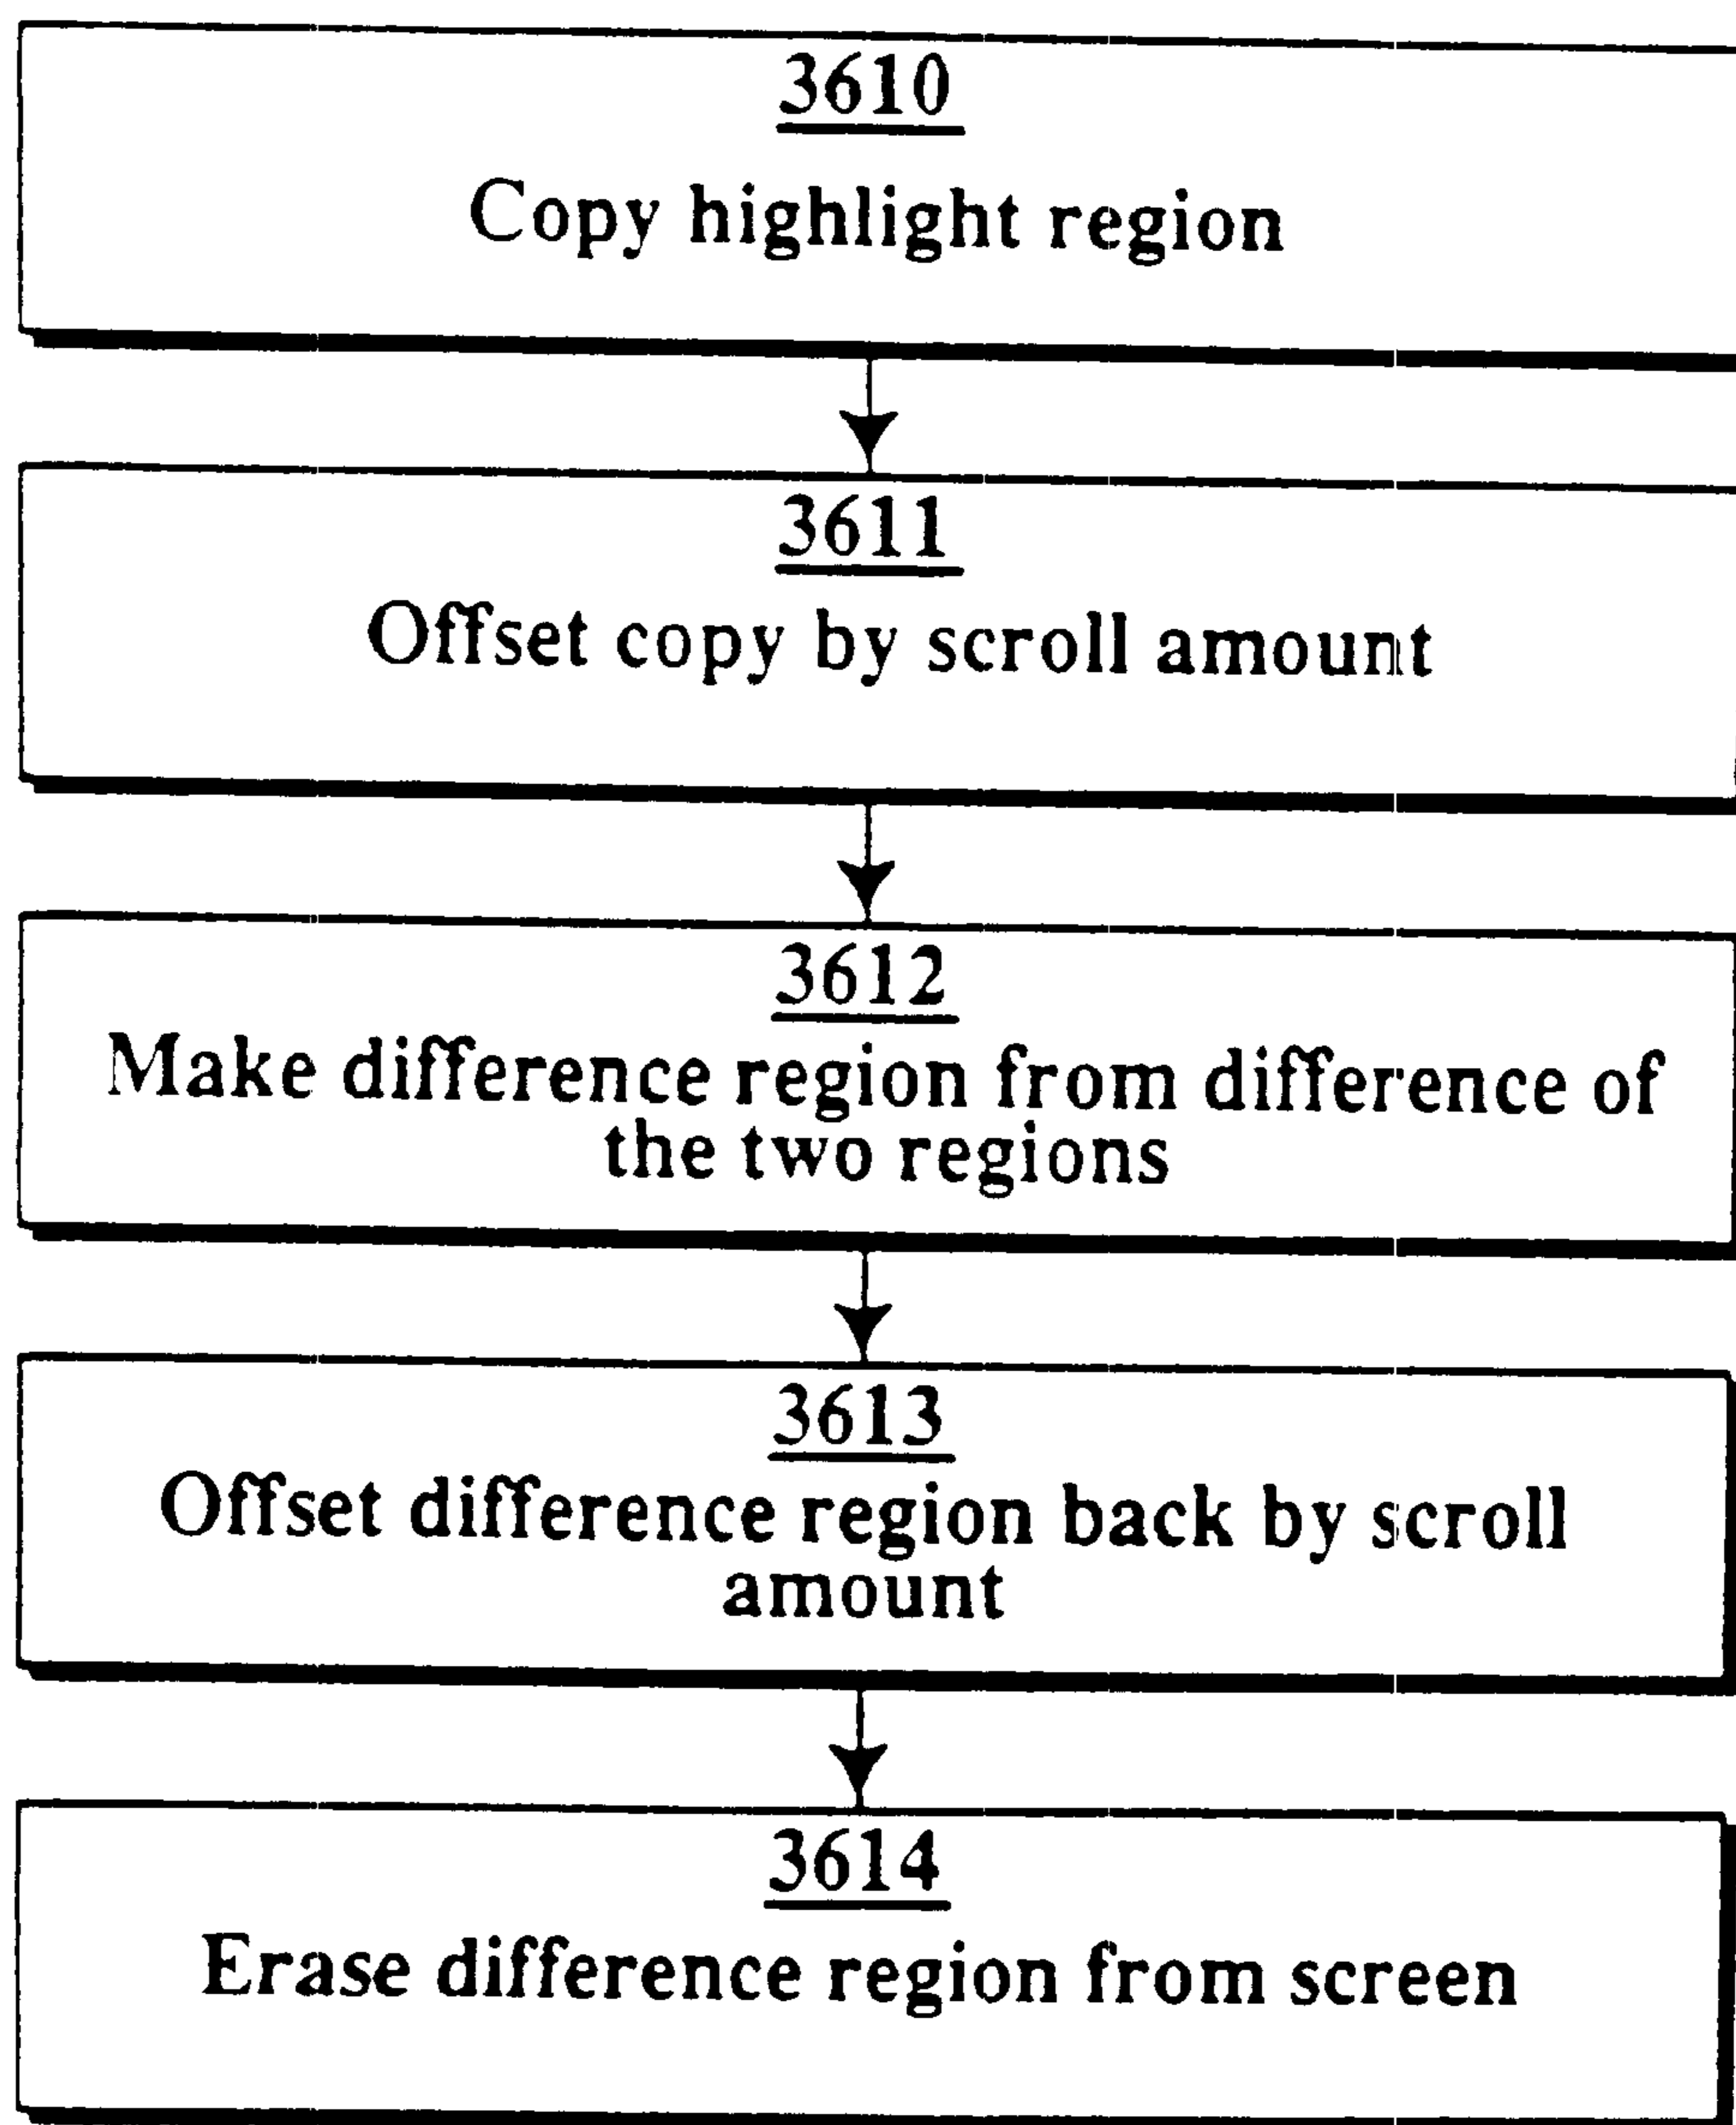 3610
Copy highlight region
3611
Offset copy by scroll amount
3612
Make difference region from difference of
the two regions
3613
Offset difference region back by scroll
amount
3614
Erase difference region from screen